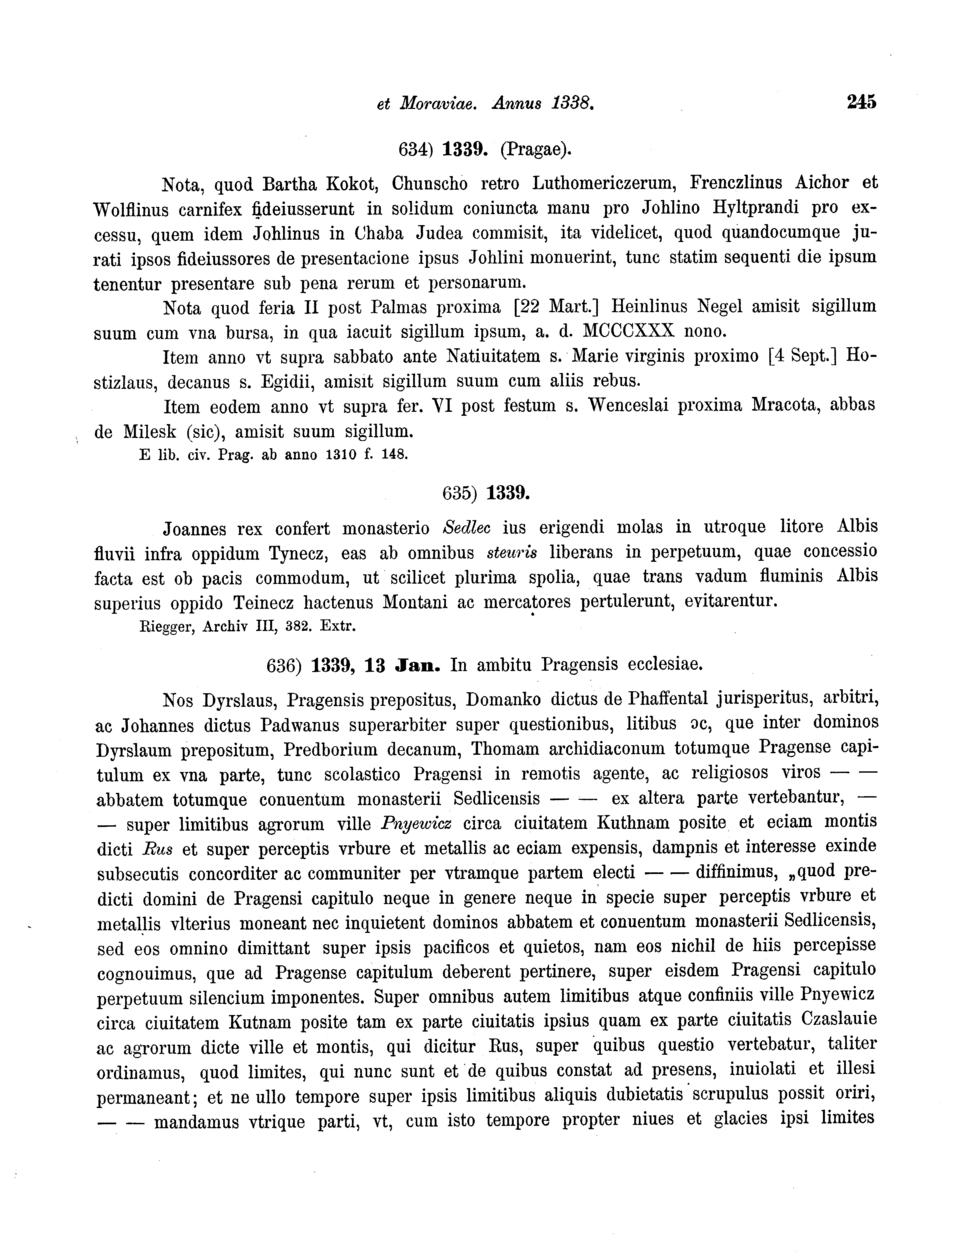 et Moraviae. Annus 1338. 245
634) 1339. (Pragae).
Nota, quod Bartha Kokot, Chunscho retro Luthomericzerum, Frenczlinus Aichor et
Wolflinus carnifex fideiusserunt in solidum coniuncta manu pro Johlino Hyltprandi pro ex-
cessu, quem idem Johlinus in Chaba Judea commisit, ita videlicet, quod quandocumque ju-
rati ipsos fideiussores de presentacione ipsus Johlini monuerint, tunc statim sequenti die ipsum
tenentur presentare sub pena rerum et personarum.
Nota quod feria II post Palmas proxima [22 Mart.] Heinlinus Negel amisit sigillum
suum cum vna bursa, in qua iacuit sigillum ipsum, a. d. MCCCXXX nono.
Item anno vt supra sabbato ante Natiuitatem s. Marie virginis proximo [4 Sept.] Ho-
stizlaus, decanus s. Egidii, amisit sigillum suum cum aliis rebus.
Item eodem anno vt supra fer. VI post festum s. Wenceslai proxima Mracota, abbas
de Milesk (sic), amisit suum sigillum.
E lib. civ. Prag. ab anno 1310 f. 148.
635) 1339.
Joannes rex confert monasterio Sedlec ius erigendi molas in utroque litore Albis
fluvii infra oppidum Tynecz, eas ab omnibus steuris liberans in perpetuum, quae concessio
facta est ob pacis commodum, ut scilicet plurima spolia, quae trans vadum fluminis Albis
superius oppido Teinecz hactenus Montani ac mercatores pertulerunt, evitarentur.
Riegger, Archiv III, 382. Extr.
636) 1339, 13 Jan. In ambitu Pragensis ecclesiae.
Nos Dyrslaus, Pragensis prepositus, Domanko dictus de Phaffental jurisperitus, arbitri,
ac Johannes dictus Padwanus superarbiter super questionibus, litibus ac, que inter dominos
Dyrslaum prepositum, Predborium decanum, Thomam archidiaconum totumque Pragense capi-
tulum ex vna parte, tunc scolastico Pragensi in remotis agente, ac religiosos viros — —
abbatem totumque conuentum monasterii Sedlicensis — — ex altera parte vertebantur, —
— super limitibus agrorum ville Pnyewicz circa ciuitatem Kuthnam posite et eciam montis
dicti Rus et super perceptis vrbure et metallis ac eciam expensis, dampnis et interesse exinde
subsecutis concorditer ac communiter per vtramque partem electi — — diffinimus, „quod pre-
dicti domini de Pragensi capitulo neque in genere neque in specie super perceptis vrbure et
metallis vlterius moneant nec inquietent dominos abbatem et conuentum monasterii Sedlicensis,
sed eos omnino dimittant super ipsis pacificos et quietos, nam eos nichil de hiis percepisse
cognouimus, que ad Pragense capitulum deberent pertinere, super eisdem Pragensi capitulo
perpetuum silencium imponentes. Super omnibus autem limitibus atque confiniis ville Pnyewicz
circa ciuitatem Kutnam posite tam ex parte ciuitatis ipsius quam ex parte ciuitatis Czaslauie
ac agrorum dicte ville et montis, qui dicitur Rus, super quibus questio vertebatur, taliter
ordinamus, quod limites, qui nunc sunt et de quibus constat ad presens, inuiolati et illesi
permaneant; et ne ullo tempore super ipsis limitibus aliquis dubietatis scrupulus possit oriri,
— — mandamus vtrique parti, vt, cum isto tempore propter niues et glacies ipsi limites